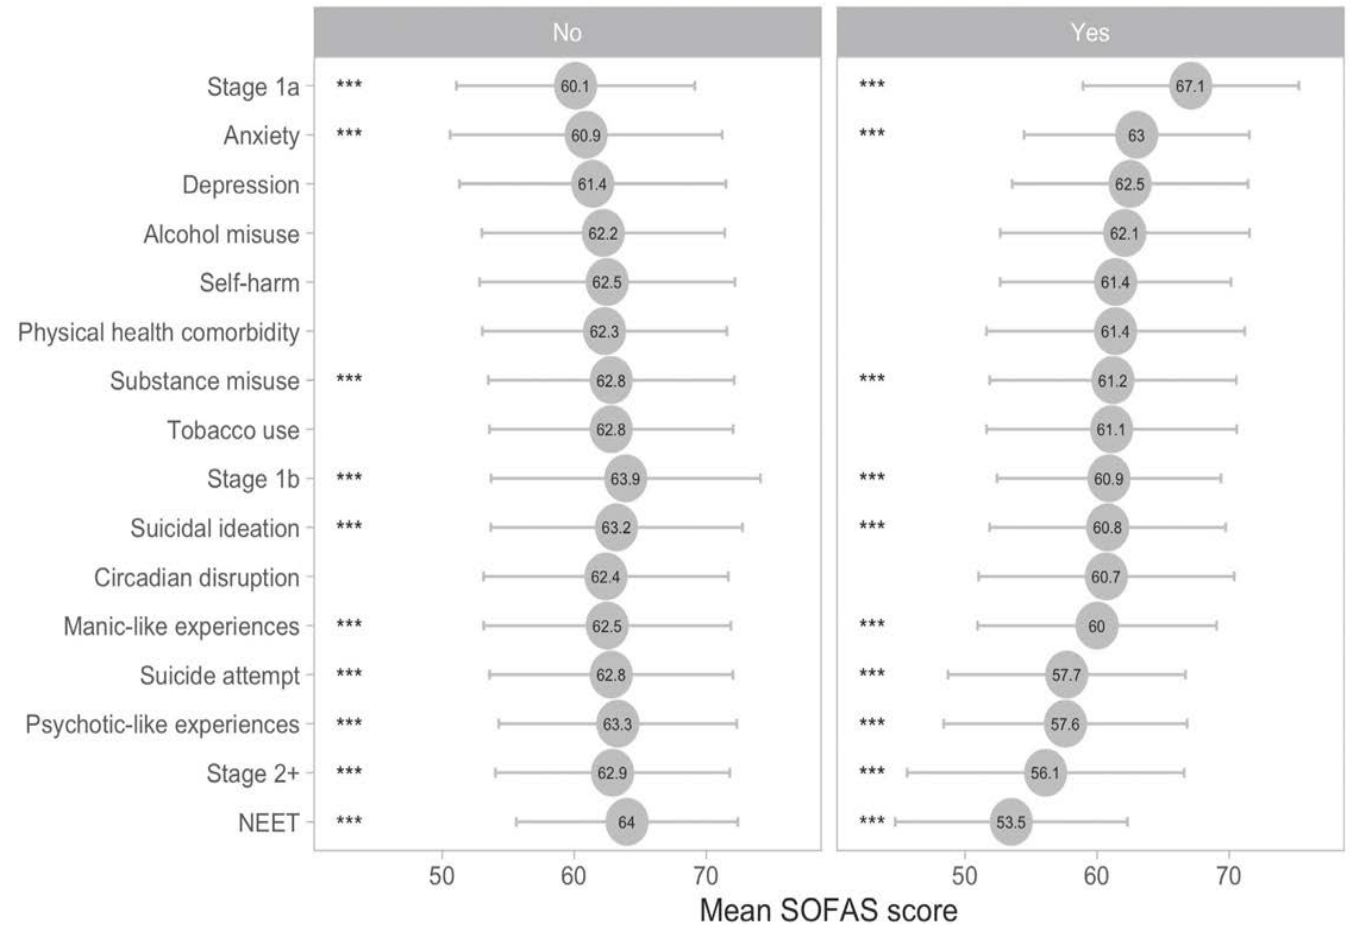 No Yes
Stage 1a *** 60.1 *** 67.1
Anxiety *** 60.9 *** 63
Depression 61.4 62.5
Alcohol misuse 62.2 62.1
Self-harm 62.5 61.4
Physical health comorbidity 62.3 61.4
Substance misuse *** 62.8 *** 61.2
Tobacco use 62.8 61.1
Stage 1b *** 63.9 *** 60.9
Suicidal ideation *** 63.2 *** 60.8
Circadian disruption 62.4 60.7
Manic-like experiences *** 62.5 *** 60
Suicide attempt *** 62.8 *** 57.7
Psychotic-like experiences *** 63.3 *** 57.6
Stage 2+ *** 62.9 *** 56.1
NEET *** 64 *** 53.5
50 60 70 50 60 70
Mean SOFAS score